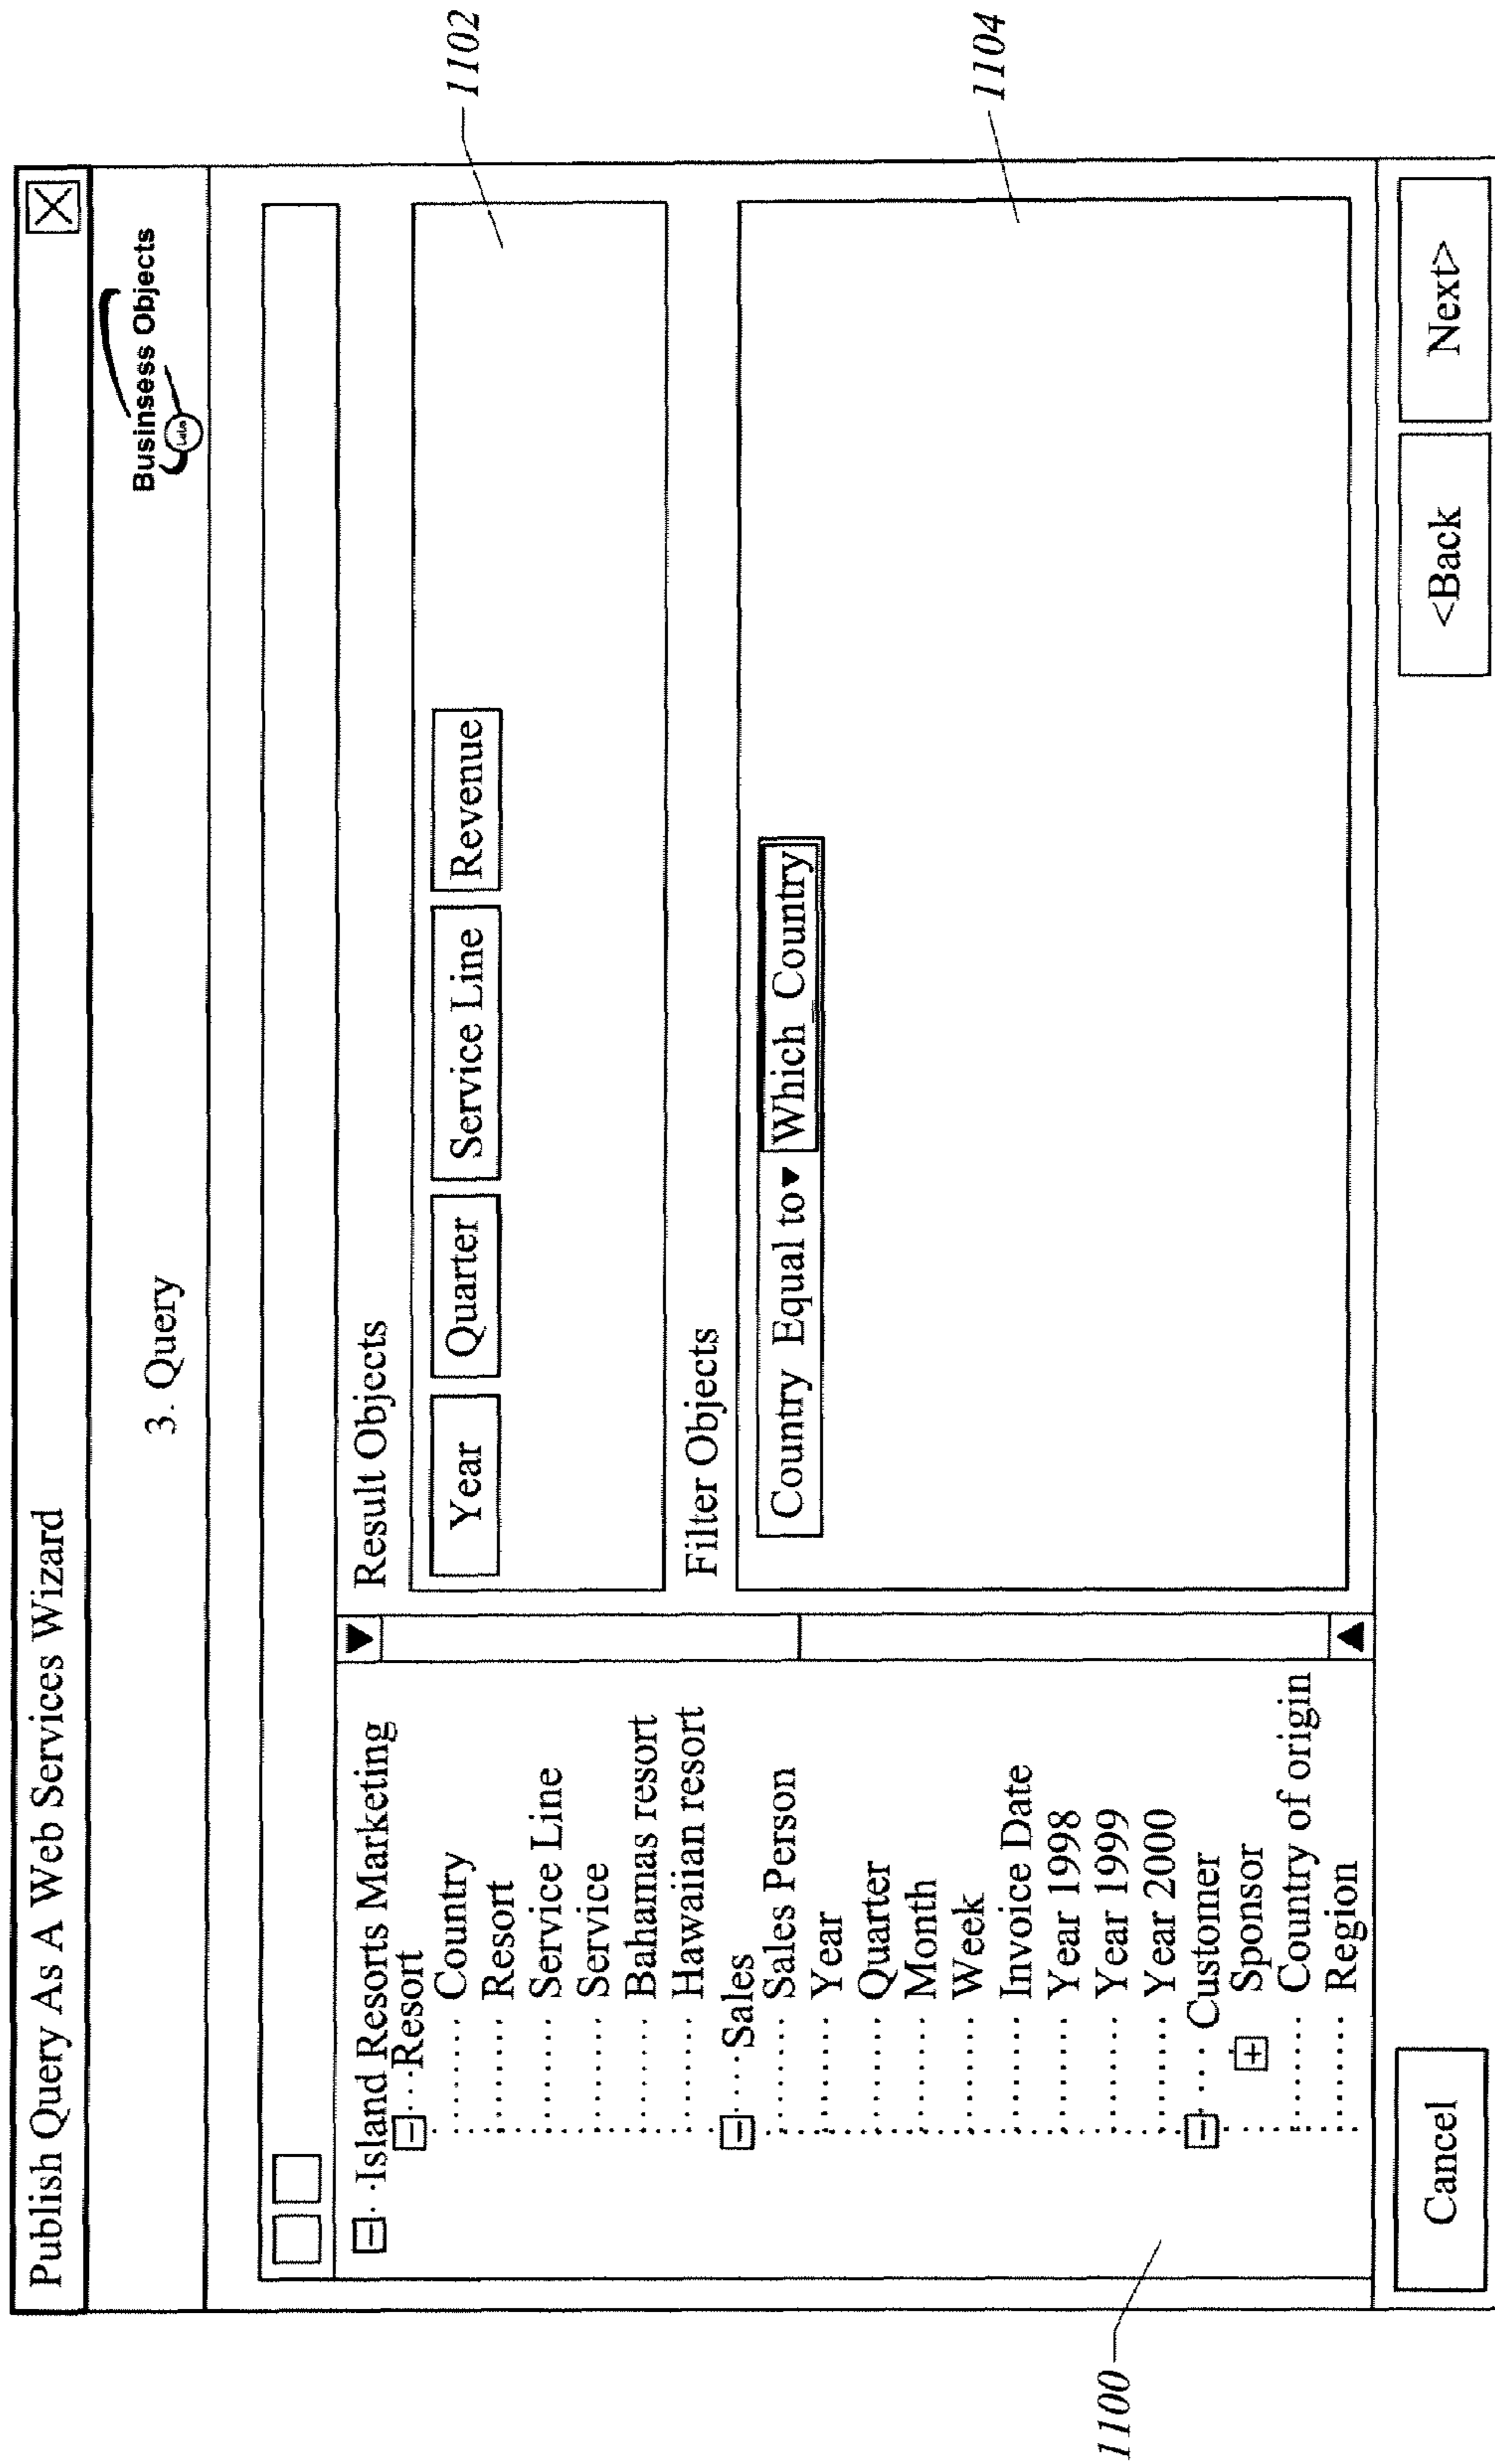 Publish Query As A Web Services Wizard
3. Query
Businsess Objects
Island Resorts Marketing
Resort
Country
Resort
Service Line
Service
Bahamas resort
Hawaiian resort
Sales
Sales Person
Year
Quarter
Month
Week
Invoice Date
Year 1998
Year 1999
Year 2000
Customer
Sponsor
Country of origin
Region
1100
Result Objects
Year Quarter Service Line Revenue
1102
Filter Objects
Country Equal to Which Country
1104
Cancel <Back Next>